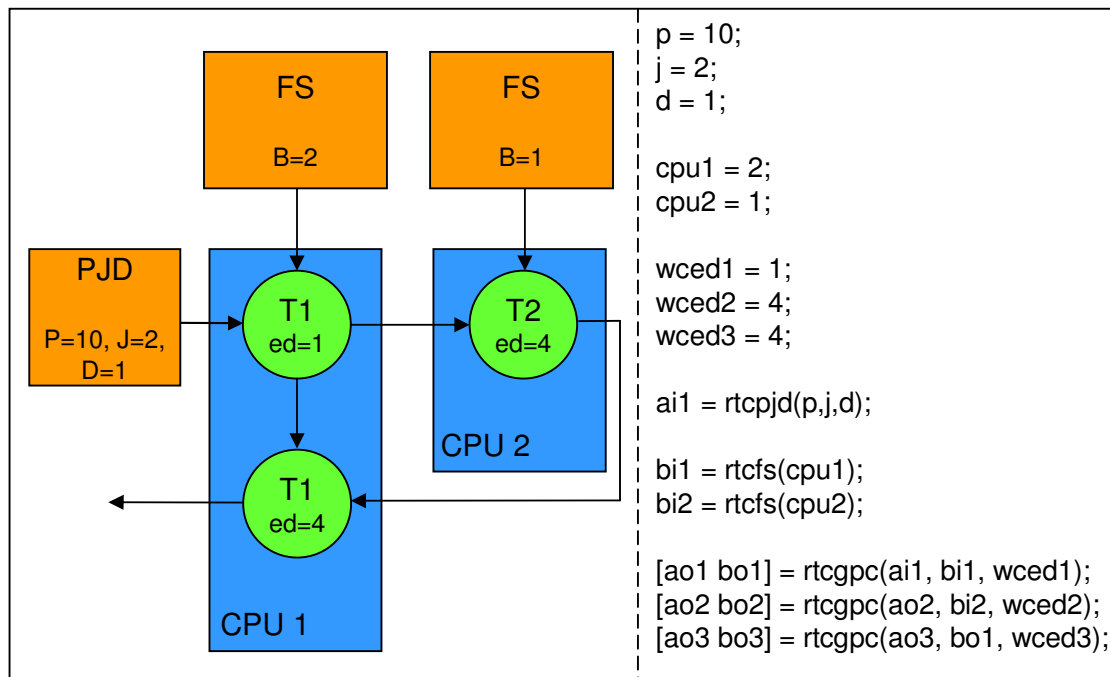 FS
B=2
FS
B=1
PJD
P=10, J=2,
D=1
T1
ed=1
T2
ed=4
CPU 2
T1
ed=4
CPU 1
p = 10;
j = 2;
d = 1;
cpu1 = 2;
cpu2 = 1;
wced1 = 1;
wced2 = 4;
wced3 = 4;
ai1 = rtcpjd(p,j,d);
bi1 = rtcfs(cpu1);
bi2 = rtcfs(cpu2);
[ao1 bo1] = rtcgpc(ai1, bi1, wced1);
[ao2 bo2] = rtcgpc(ao2, bi2, wced2);
[ao3 bo3] = rtcgpc(ao3, bo1, wced3);